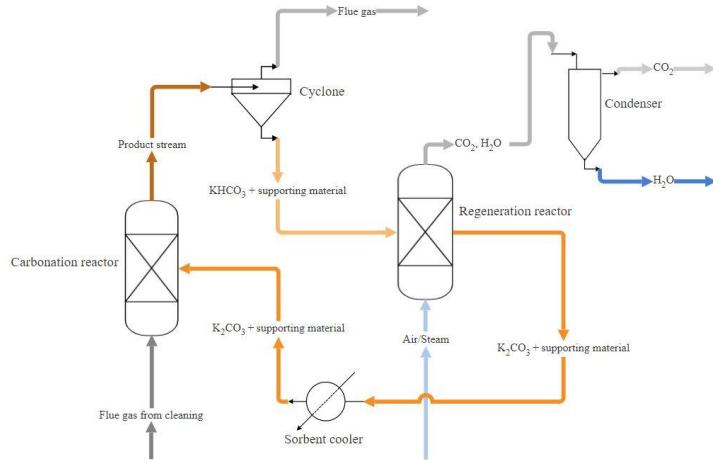 Flue gas
Cyclone
CO₂
Condenser
Product stream
CO₂, H₂O
H₂O
KHCO₃ + supporting material
Regeneration reactor
Carbonation reactor
K₂CO₃ + supporting material
Air/Steam
K₂CO₃ + supporting material
Flue gas from cleaning
Sorbent cooler